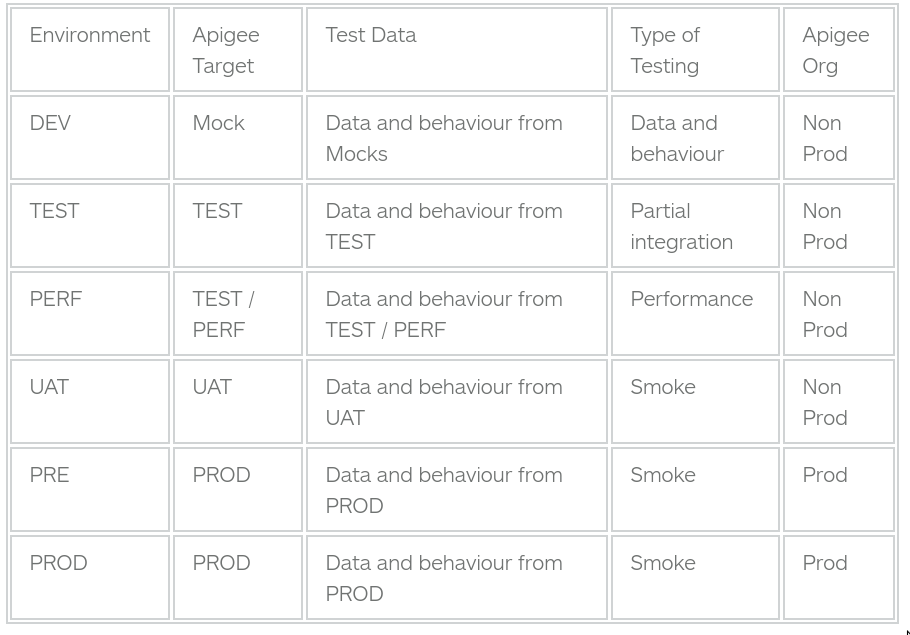 Environment
Apigee
Target
Test Data
Type of
Testing
Apigee
Org
DEV
Mock
Data and behaviour from
Mocks
Data and
behaviour
Non
Prod
TEST
TEST
Data and behaviour from
TEST
Partial
integration
Non
Prod
PERF
TEST /
PERF
Data and behaviour from
TEST / PERF
Performance
Non
Prod
UAT
UAT
Data and behaviour from
UAT
Smoke
Non
Prod
PRE
PROD
Data and behaviour from
PROD
Smoke
Prod
PROD
PROD
Data and behaviour from
PROD
Smoke
Prod